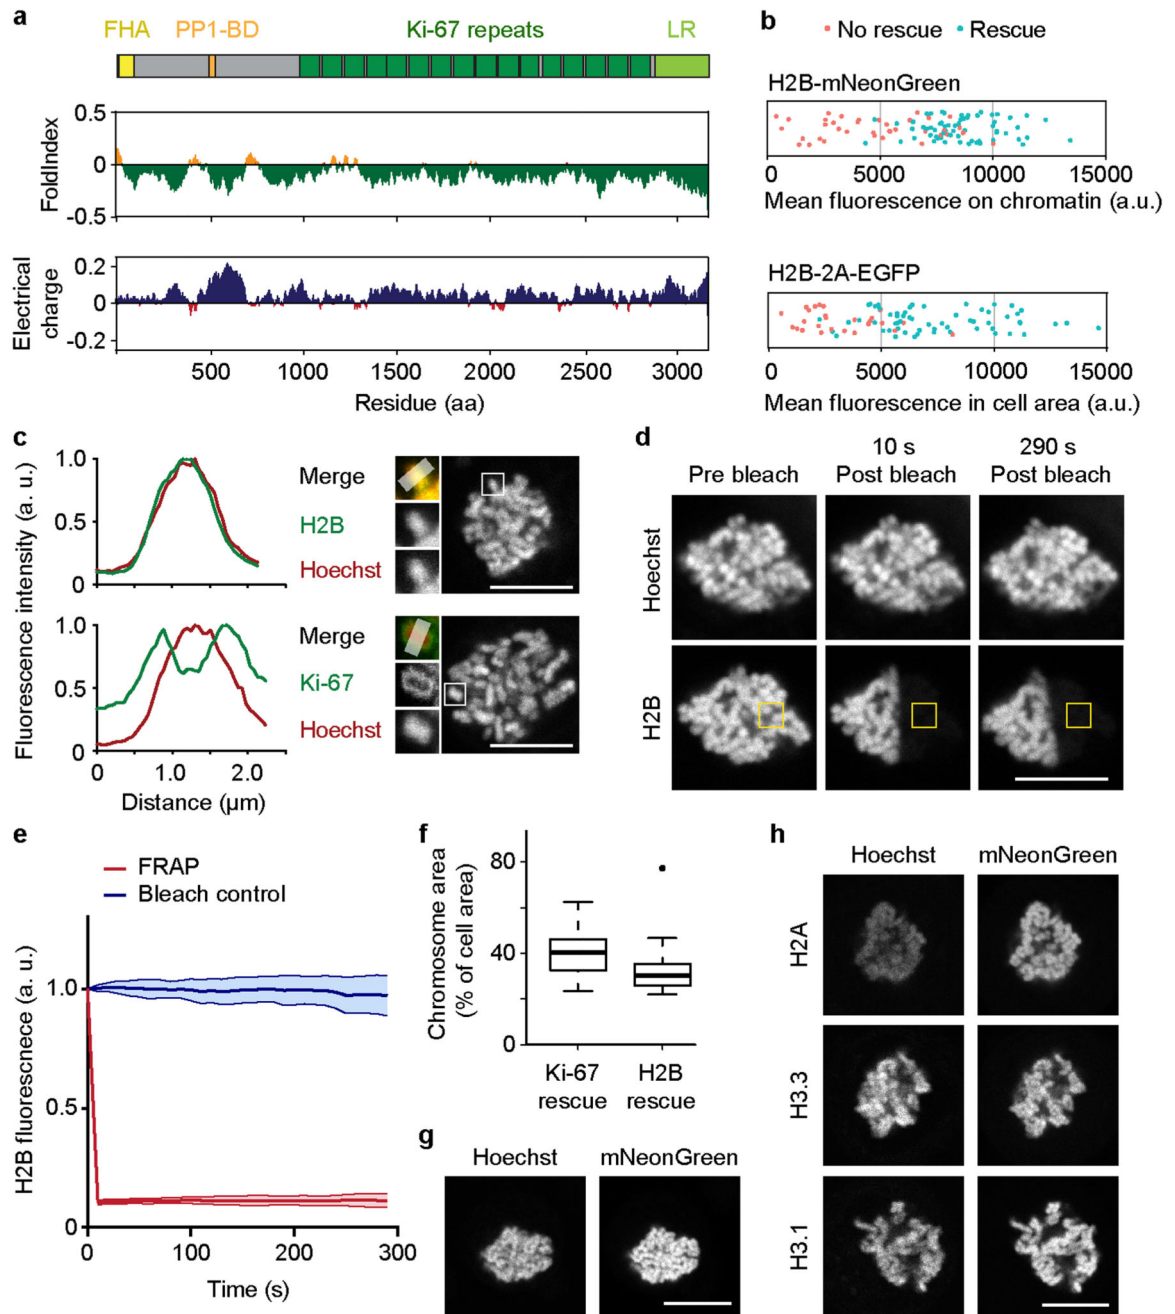 a
FHA PP1-BD Ki-67 repeats LR
0.5
0
-0.5
FoldIndex
0.2
0
-0.2
Electrical
charge
500 1000 1500 2000 2500 3000
Residue (aa)
b
No rescue Rescue
H2B-mNeonGreen
0 5000 10000 15000
Mean fluorescence on chromatin (a.u.)
H2B-2A-EGFP
0 5000 10000 15000
Mean fluorescence in cell area (a.u.)
c
Fluorescence intensity (a. u.)
1.0
0.5
0
Merge
H2B
Hoechst
1.0
0.5
0
Merge
Ki-67
Hoechst
0 1.0 2.0
Distance (µm)
d
10 s 290 s
Pre bleach Post bleach Post bleach
Hoechst
H2B
e
FRAP
Bleach control
H2B fluorescnece (a. u.)
1.0
0.5
0
0 100 200 300
Time (s)
f
Chromosome area
(% of cell area)
80
40
0
Ki-67 H2B
rescue rescue
g
Hoechst mNeonGreen
h
Hoechst mNeonGreen
H2A
H3.3
H3.1